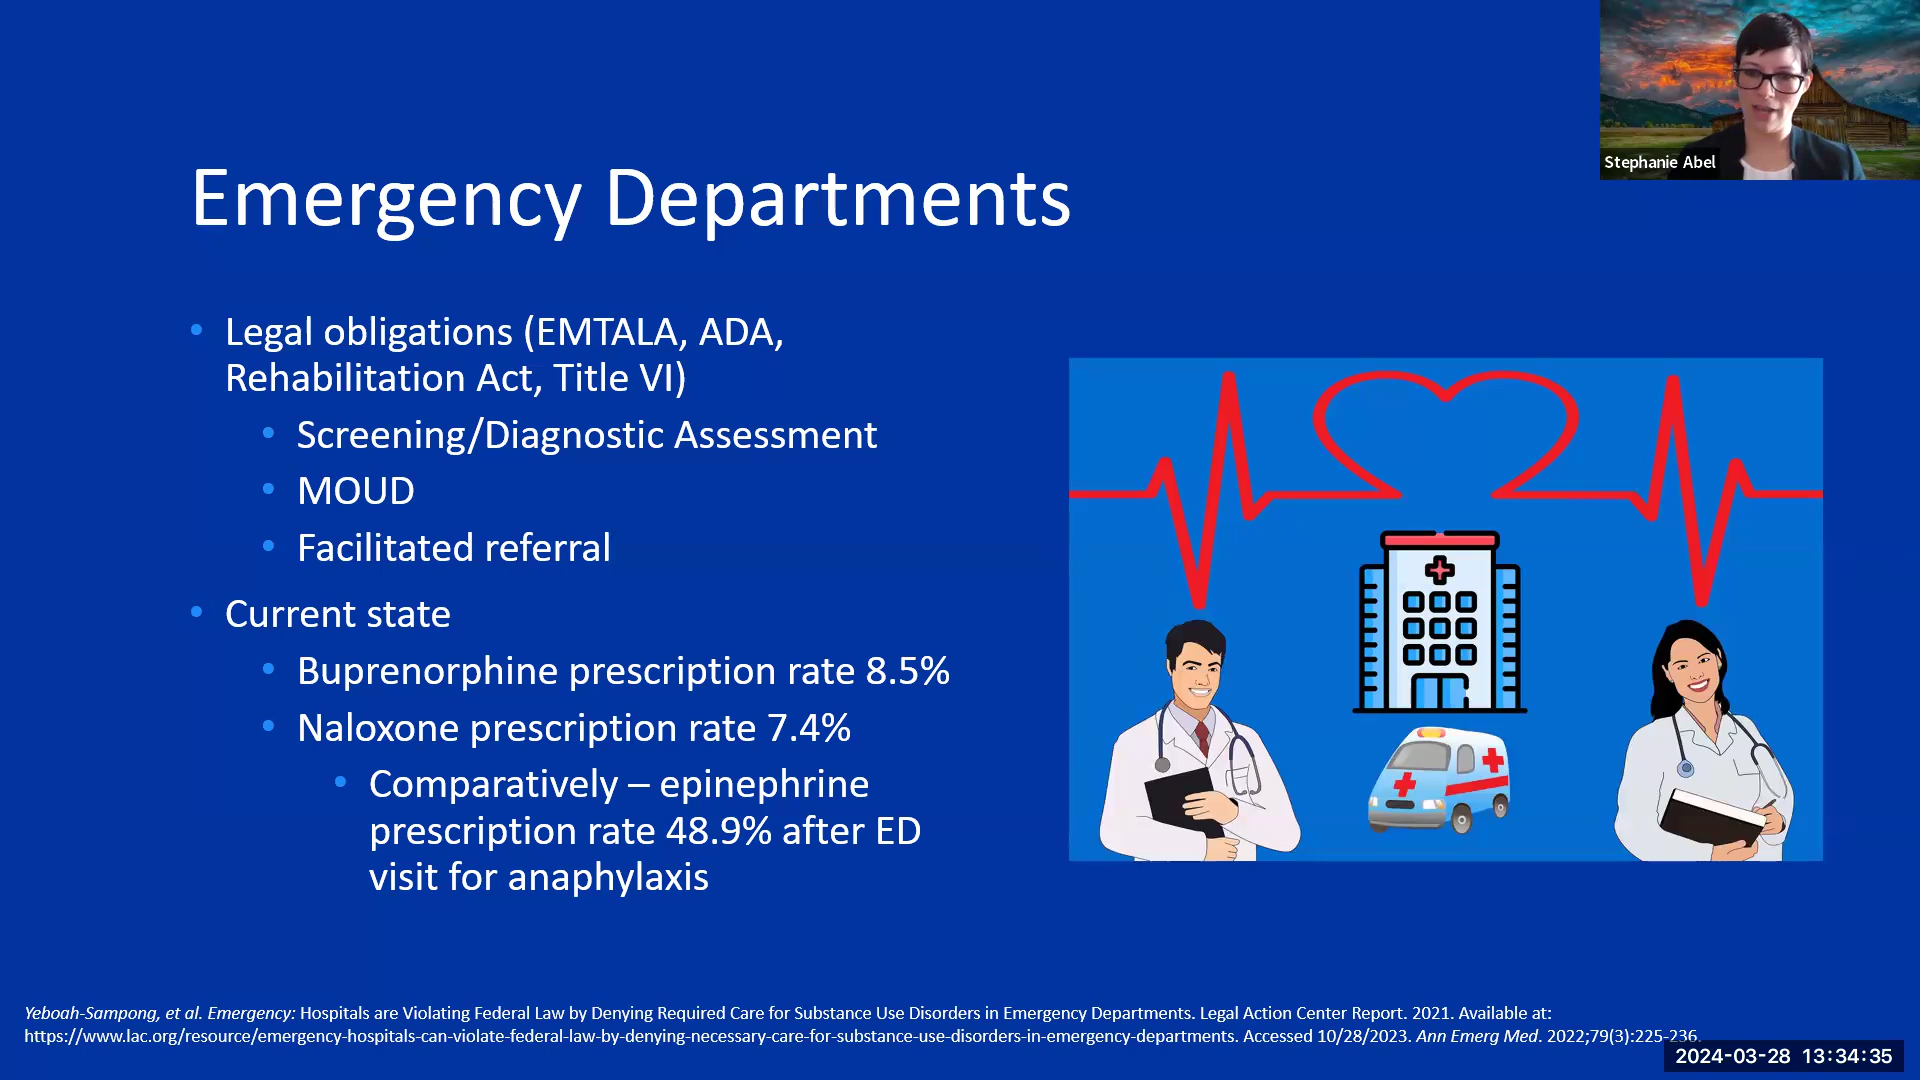 Stephanie Abel
Emergency Departments
• Legal obligations (EMTALA, ADA,
Rehabilitation Act, Title VI)
• Screening/Diagnostic Assessment
• MOUD
• Facilitated referral
• Current state
• Buprenorphine prescription rate 8.5%
• Naloxone prescription rate 7.4%
• Comparatively – epinephrine
prescription rate 48.9% after ED
visit for anaphylaxis
Yeboah-Sampong, et al. Emergency: Hospitals are Violating Federal Law by Denying Required Care for Substance Use Disorders in Emergency Departments. Legal Action Center Report. 2021. Available at:
https://www.lac.org/resource/emergency-hospitals-can-violate-federal-law-by-denying-necessary-care-for-substance-use-disorders-in-emergency-departments. Accessed 10/28/2023. Ann Emerg Med. 2022;79(3):225-236.
2024-03-28 13:34:35